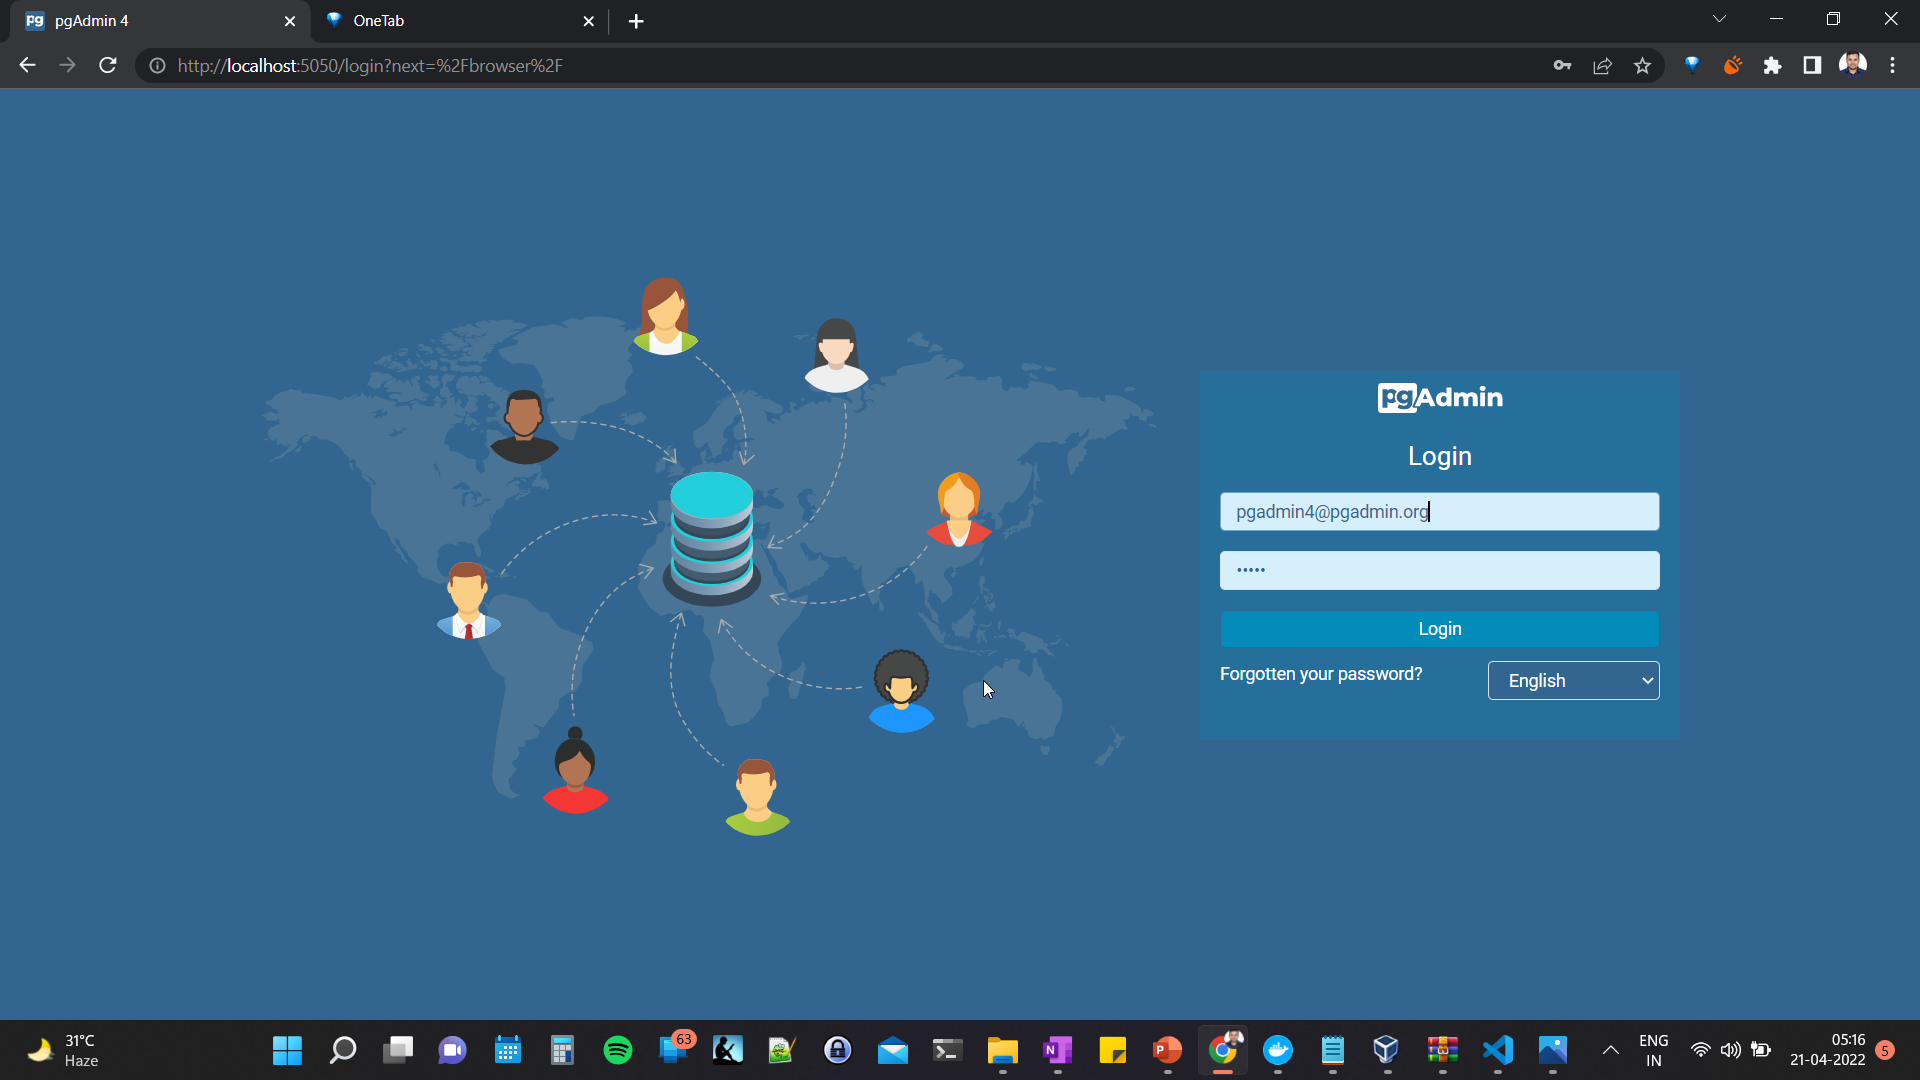 pg pgAdmin 4
OneTab
http://localhost:5050/login?next=%2Fbrowser%2F
pgAdmin
Login
pgadmin4@pgadmin.org
•••••
Login
Forgotten your password?
English
31°C
Haze
63
N
P
ENG
IN
05:16
21-04-2022
5